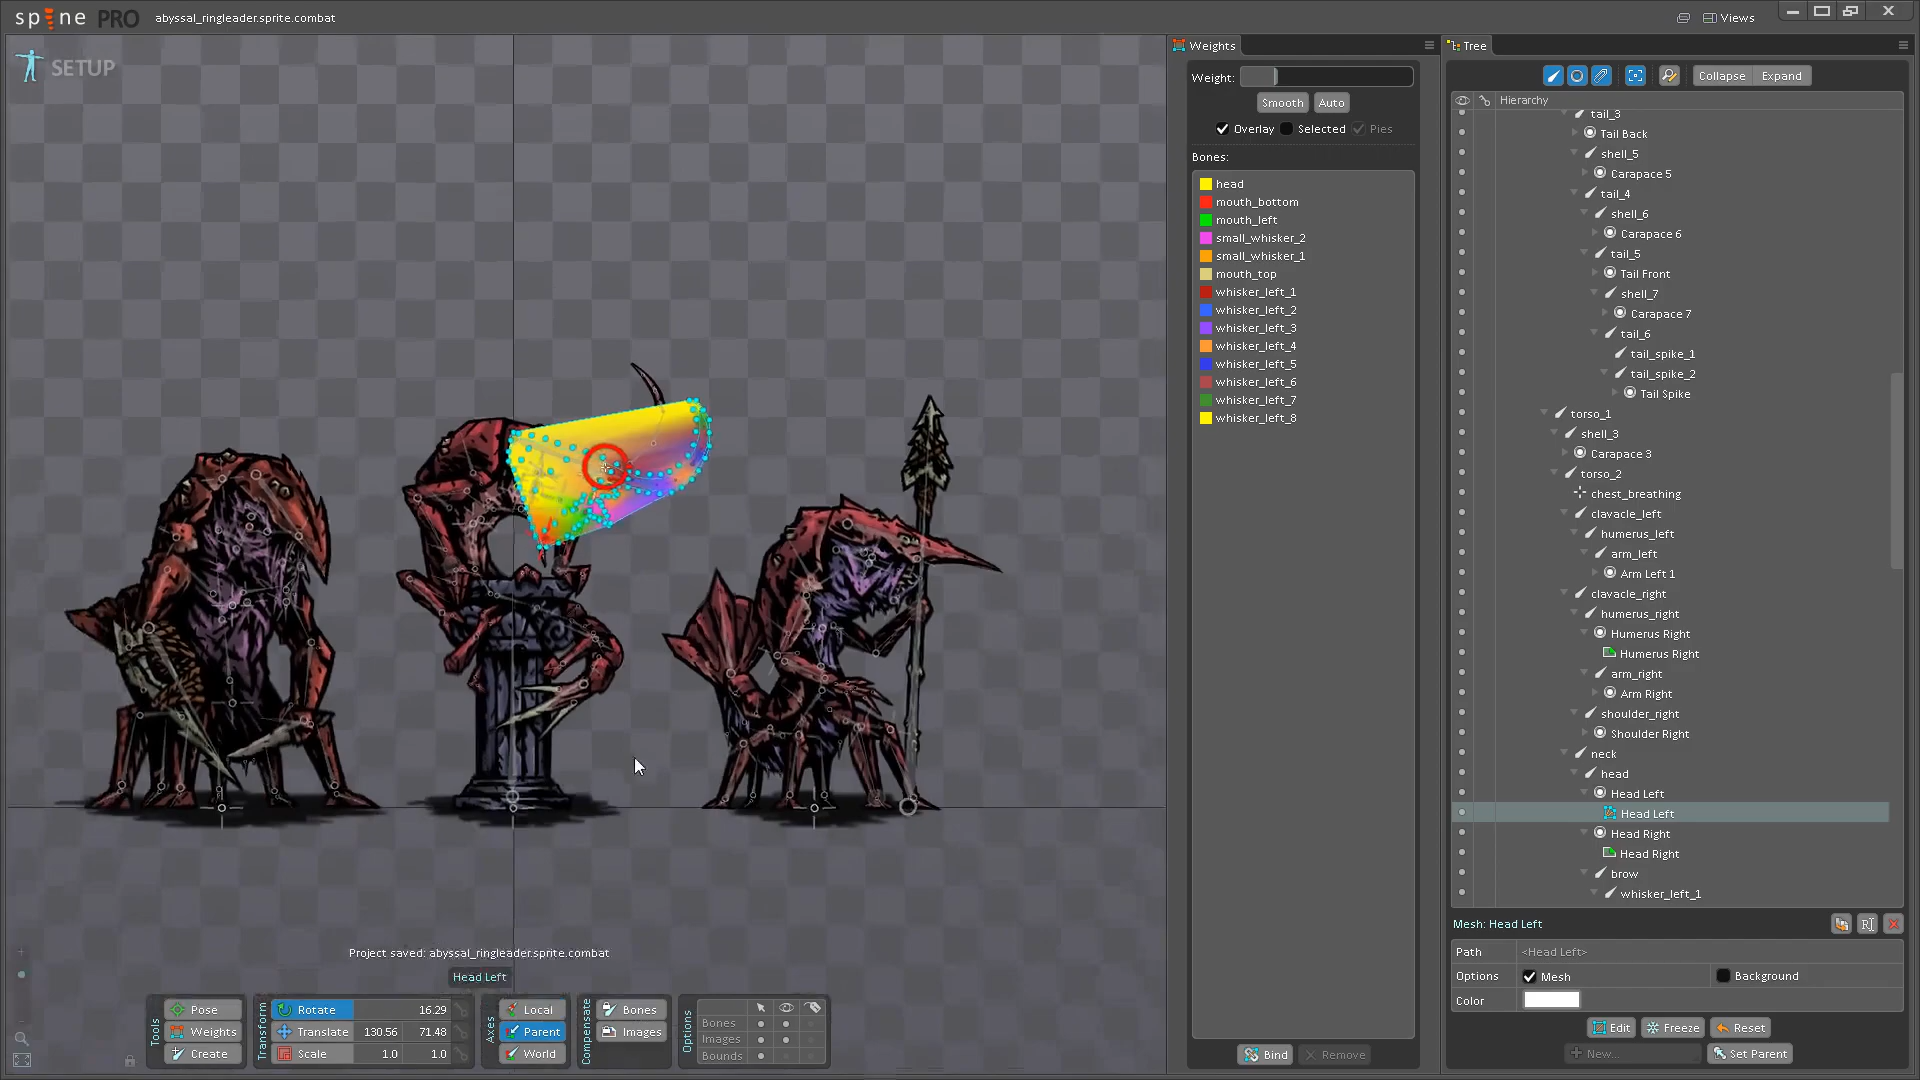 spine PRO
abyssal_ringleader.sprite.combat
Views
SETUP
Weights
Weight:
Smooth
Auto
Overlay
Selected
Pies
Bones:
head
mouth_bottom
mouth_left
small_whisker_2
small_whisker_1
mouth_top
whisker_left_1
whisker_left_2
whisker_left_3
whisker_left_4
whisker_left_5
whisker_left_6
whisker_left_7
whisker_left_8
Bind
Remove
Tree
Collapse
Expand
Hierarchy
tail_3
Tail Back
shell_5
Carapace 5
tail_4
shell_6
Carapace 6
tail_5
Tail Front
shell_7
Carapace 7
tail_6
tail_spike_1
tail_spike_2
Tail Spike
torso_1
shell_3
Carapace 3
torso_2
chest_breathing
clavacle_left
humerus_left
arm_left
Arm Left 1
clavacle_right
humerus_right
Humerus Right
Humerus Right
arm_right
Arm Right
shoulder_right
Shoulder Right
neck
head
Head Left
Head Left
Head Right
Head Right
brow
whisker_left_1
Mesh: Head Left
Path
<Head Left>
Options
Mesh
Background
Color
Edit
Freeze
Reset
New...
Set Parent
Project saved: abyssal_ringleader.sprite.combat
Head Left
Tools
Pose
Weights
Create
Transform
Rotate 16.29
Translate 130.56 71.48
Scale 1.0 1.0
Axes
Local
Parent
World
Compensate
Bones
Images
Options
Bones
Images
Bounds